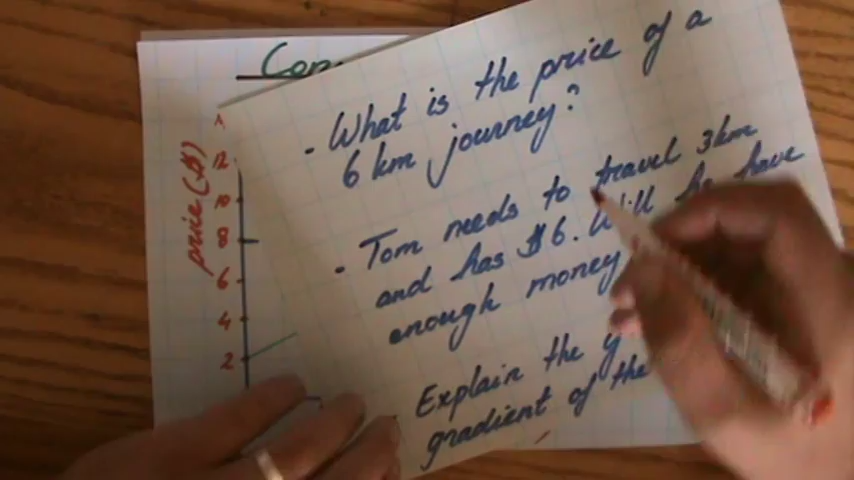 Con
price ($)
12
10
8
6
4
2
- What is the price of a
6 km journey?
- Tom needs to travel 3km
and has $6. Will he have
enough money
Explain the y
gradient of the